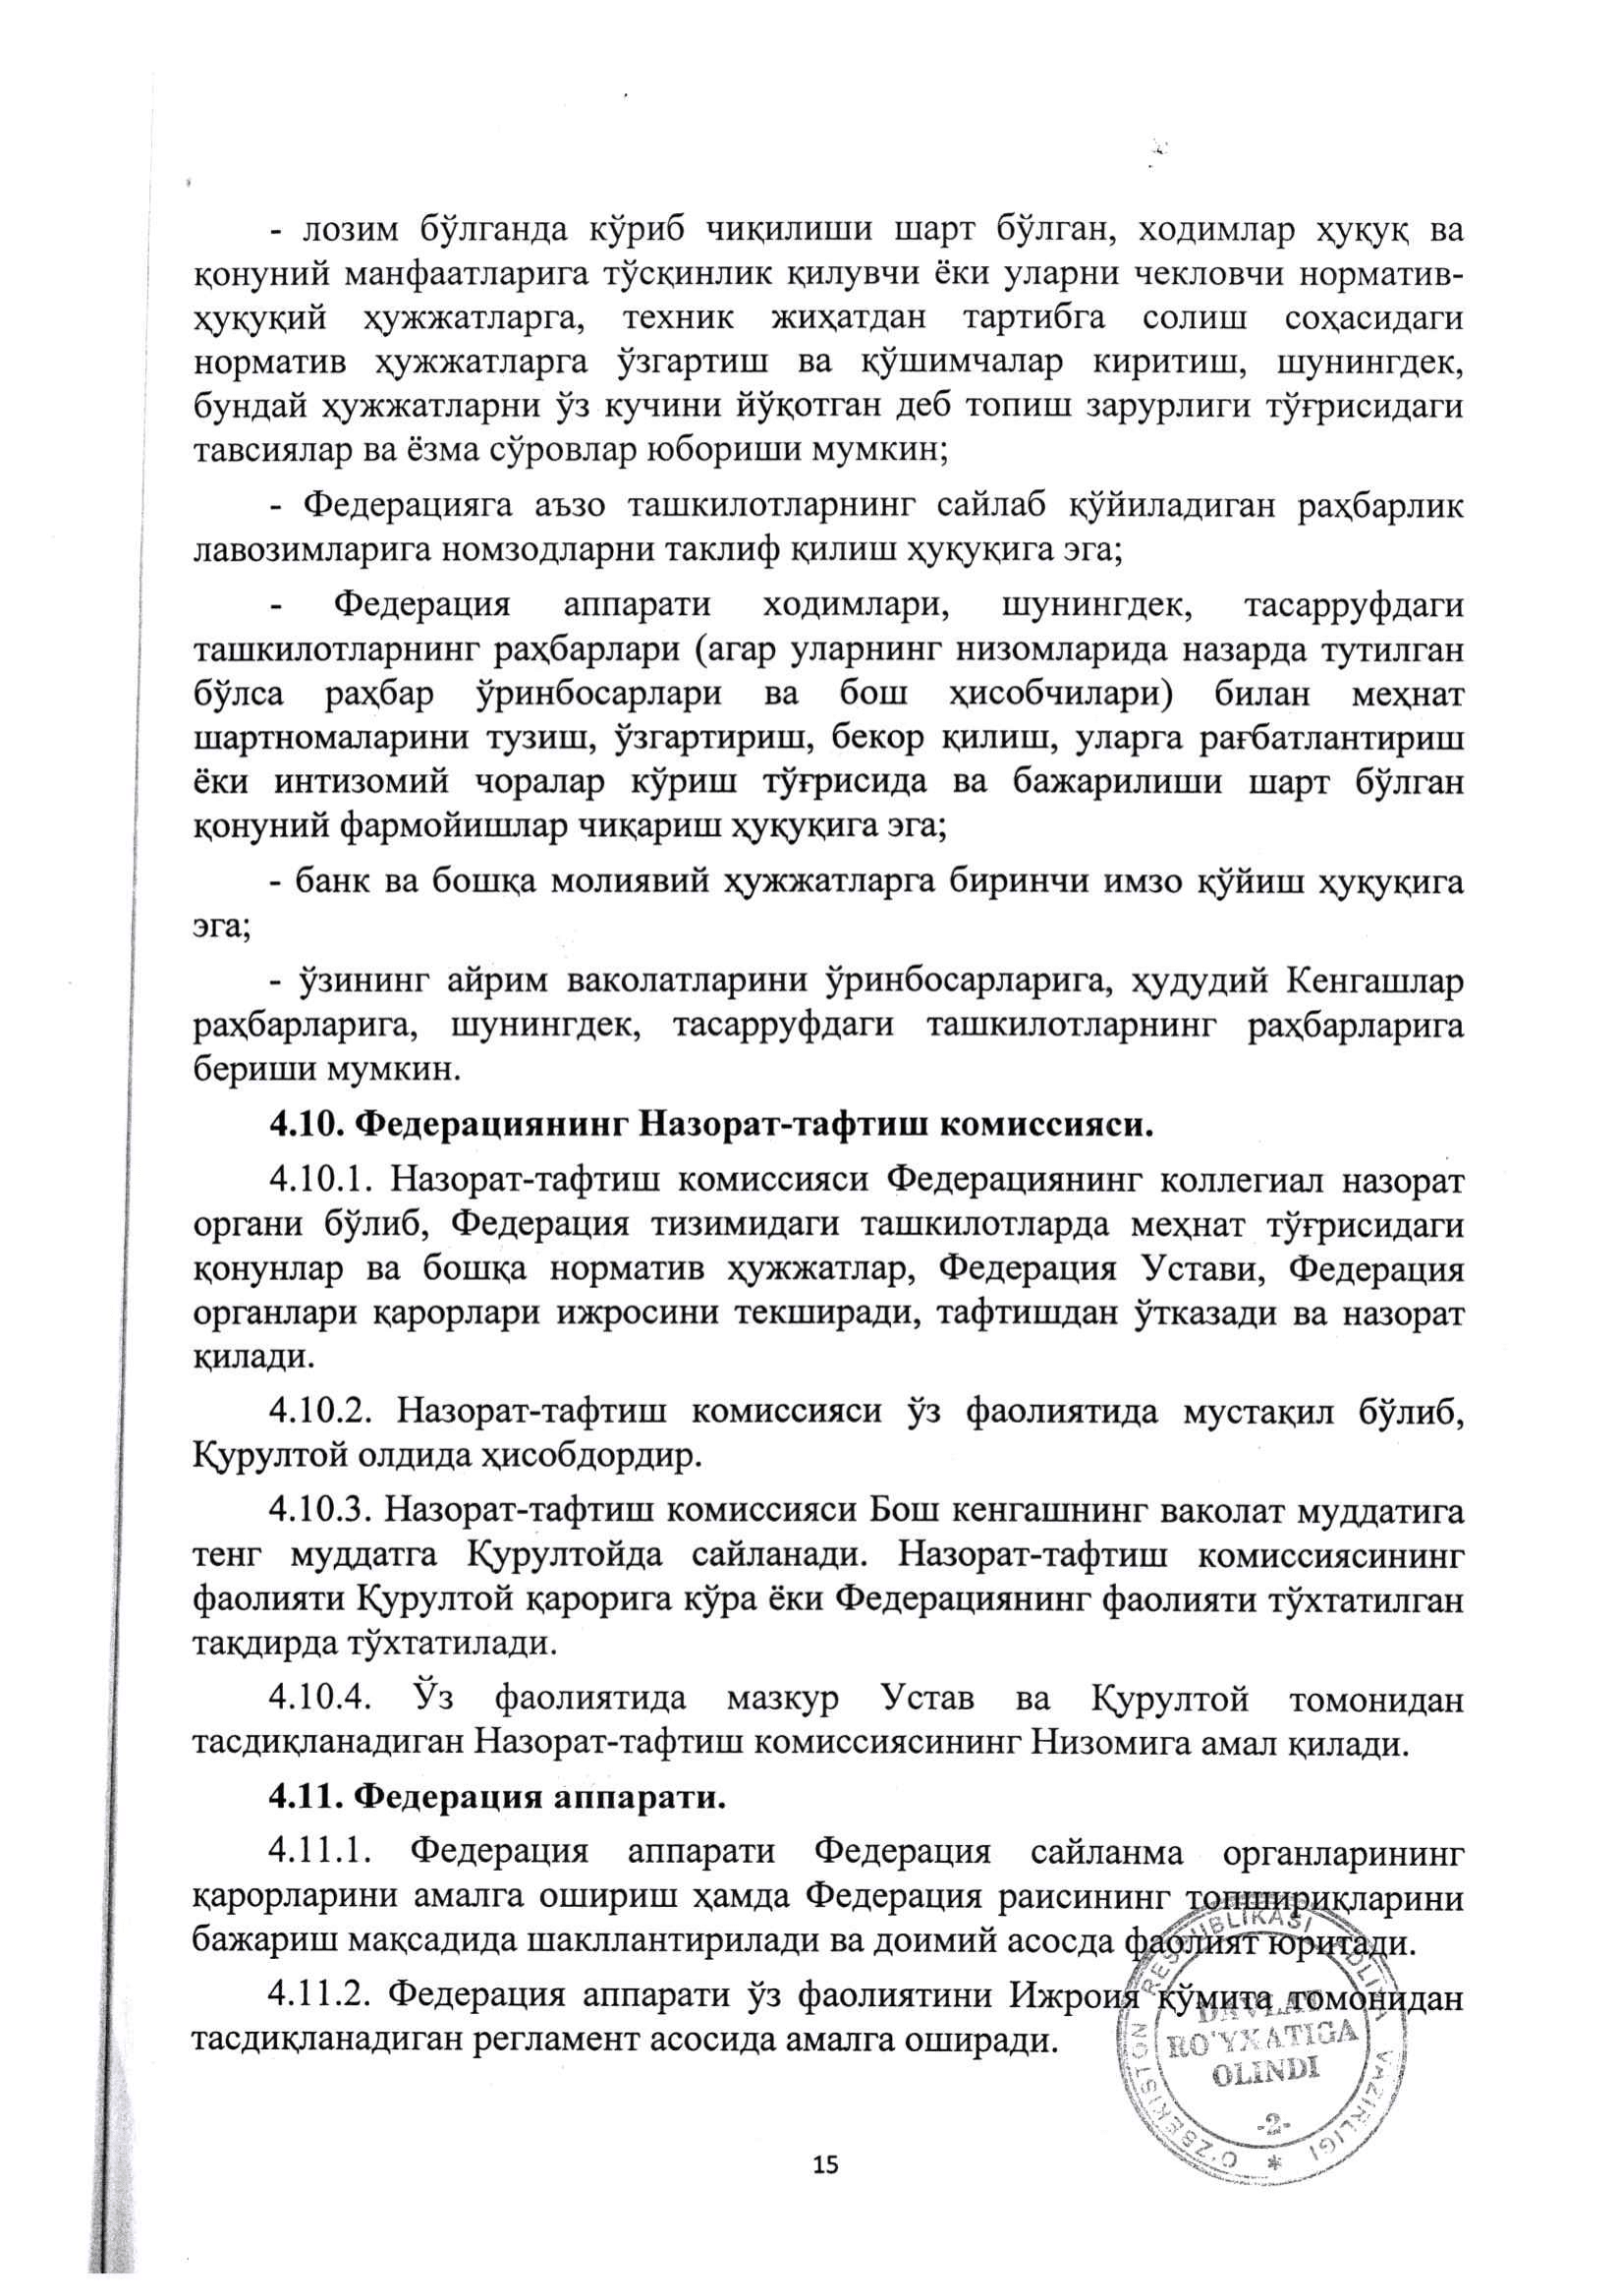 - лозим бўлганда кўриб чиқилиши шарт бўлган, ходимлар ҳуқуқ ва
қонуний манфаатларига тўсқинлик қилувчи ёки уларни чекловчи норматив-
ҳуқуқий ҳужжатларга, техник жиҳатдан тартибга солиш соҳасидаги
норматив ҳужжатларга ўзгартиш ва қўшимчалар киритиш, шунингдек,
бундай ҳужжатларни ўз кучини йўқотган деб топиш зарурлиги тўғрисидаги
тавсиялар ва ёзма сўровлар юбориши мумкин;
- Федерацияга аъзо ташкилотларнинг сайлаб қўйиладиган раҳбарлик
лавозимларига номзодларни таклиф қилиш ҳуқуқига эга;
- Федерация аппарати ходимлари, шунингдек, тасарруфдаги
ташкилотларнинг раҳбарлари (агар уларнинг низомларида назарда тутилган
бўлса раҳбар ўринбосарлари ва бош ҳисобчилари) билан меҳнат
шартномаларини тузиш, ўзгартириш, бекор қилиш, уларга рағбатлантириш
ёки интизомий чоралар кўриш тўғрисида ва бажарилиши шарт бўлган
қонуний фармойишлар чиқариш ҳуқуқига эга;
- банк ва бошқа молиявий ҳужжатларга биринчи имзо қўйиш ҳуқуқига
эга;
- ўзининг айрим ваколатларини ўринбосарларига, ҳудудий Кенгашлар
раҳбарларига, шунингдек, тасарруфдаги ташкилотларнинг раҳбарларига
бериши мумкин.
4.10. Федерациянинг Назорат-тафтиш комиссияси.
4.10.1. Назорат-тафтиш комиссияси Федерациянинг коллегиал назорат
органи бўлиб, Федерация тизимидаги ташкилотларда меҳнат тўғрисидаги
қонунлар ва бошқа норматив ҳужжатлар, Федерация Устави, Федерация
органлари қарорлари ижросини текширади, тафтишдан ўтказади ва назорат
қилади.
4.10.2. Назорат-тафтиш комиссияси ўз фаолиятида мустақил бўлиб,
Қурултой олдида ҳисобдордир.
4.10.3. Назорат-тафтиш комиссияси Бош кенгашнинг ваколат муддатига
тенг муддатга Қурултойда сайланади. Назорат-тафтиш комиссиясининг
фаолияти Қурултой қарорига кўра ёки Федерациянинг фаолияти тўхтатилган
тақдирда тўхтатилади.
4.10.4. Ўз фаолиятида мазкур Устав ва Қурултой томонидан
тасдиқланадиган Назорат-тафтиш комиссиясининг Низомига амал қилади.
4.11. Федерация аппарати.
4.11.1. Федерация аппарати Федерация сайланма органларининг
қарорларини амалга ошириш ҳамда Федерация раисининг топшириқларини
бажариш мақсадида шакллантирилади ва доимий асосда фаолият юритади.
4.11.2. Федерация аппарати ўз фаолиятини Ижроия қўмита томонидан
тасдиқланадиган регламент асосида амалга оширади.
O'ZBEKISTON RESPUBLIKASI ADLIYA VAZIRLIGI *
DAVLAT
RO'YXATIGA
OLINDI
-2-
15